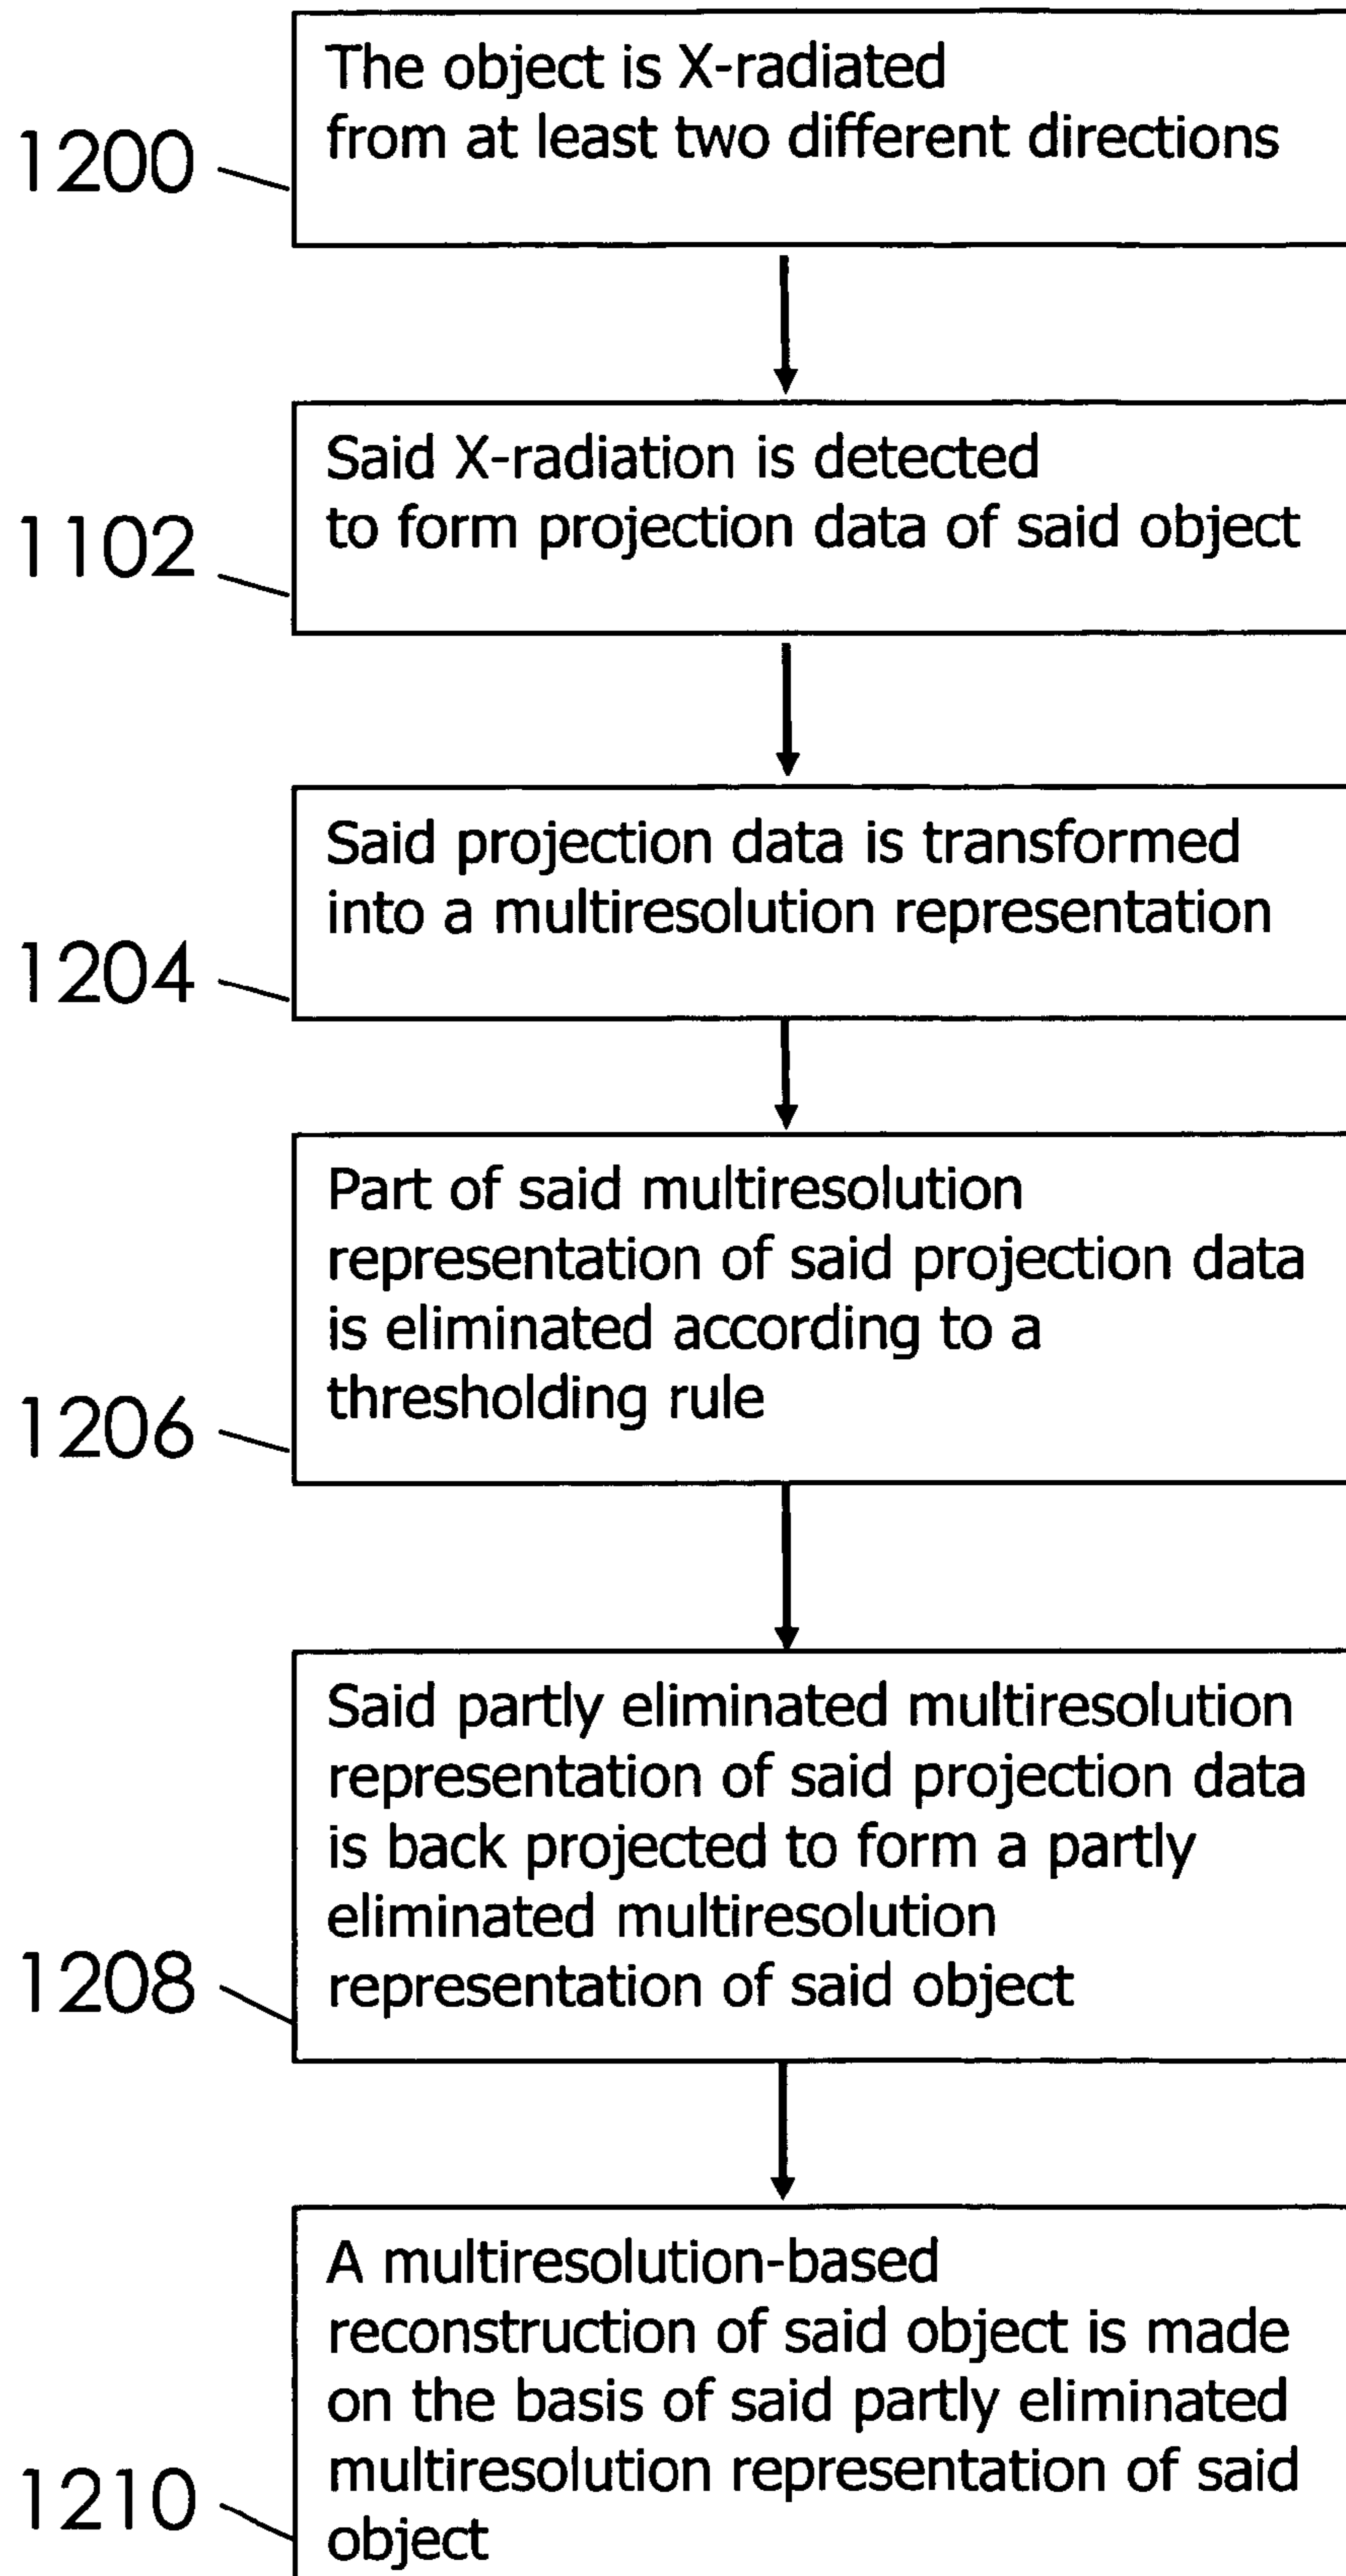 The object is X-radiated
from at least two different directions
1200
Said X-radiation is detected
to form projection data of said object
1102
Said projection data is transformed
into a multiresolution representation
1204
Part of said multiresolution
representation of said projection data
is eliminated according to a
thresholding rule
1206
Said partly eliminated multiresolution
representation of said projection data
is back projected to form a partly
eliminated multiresolution
representation of said object
1208
A multiresolution-based
reconstruction of said object is made
on the basis of said partly eliminated
multiresolution representation of said
object
1210